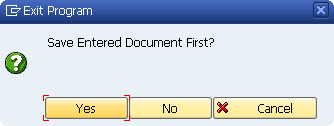 Exit Program
Save Entered Document First?
Yes No Cancel